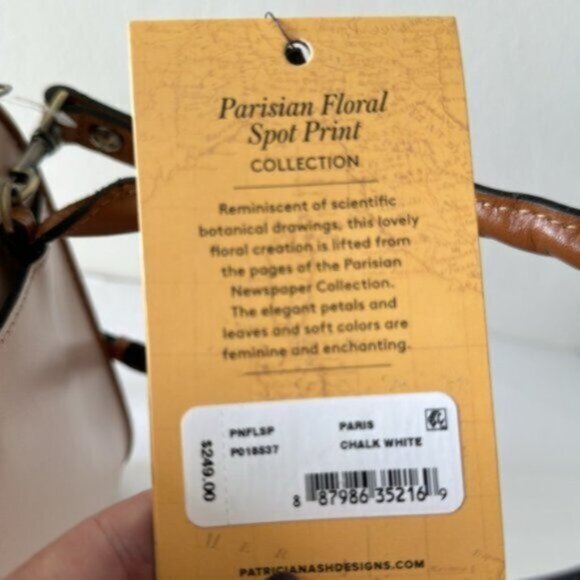 Parisian Floral
Spot Print
COLLECTION
Reminiscent of scientific
botanical drawings, this lovely
floral creation is lifted from
the pages of the Parisian
Newspaper Collection.
The elegant petals and
leaves and soft colors are
feminine and enchanting.
$249.00
PNFLSP PARIS
P018537 CHALK WHITE
8 87986 35216 9
PATRICIANASHDESIGNS.COM